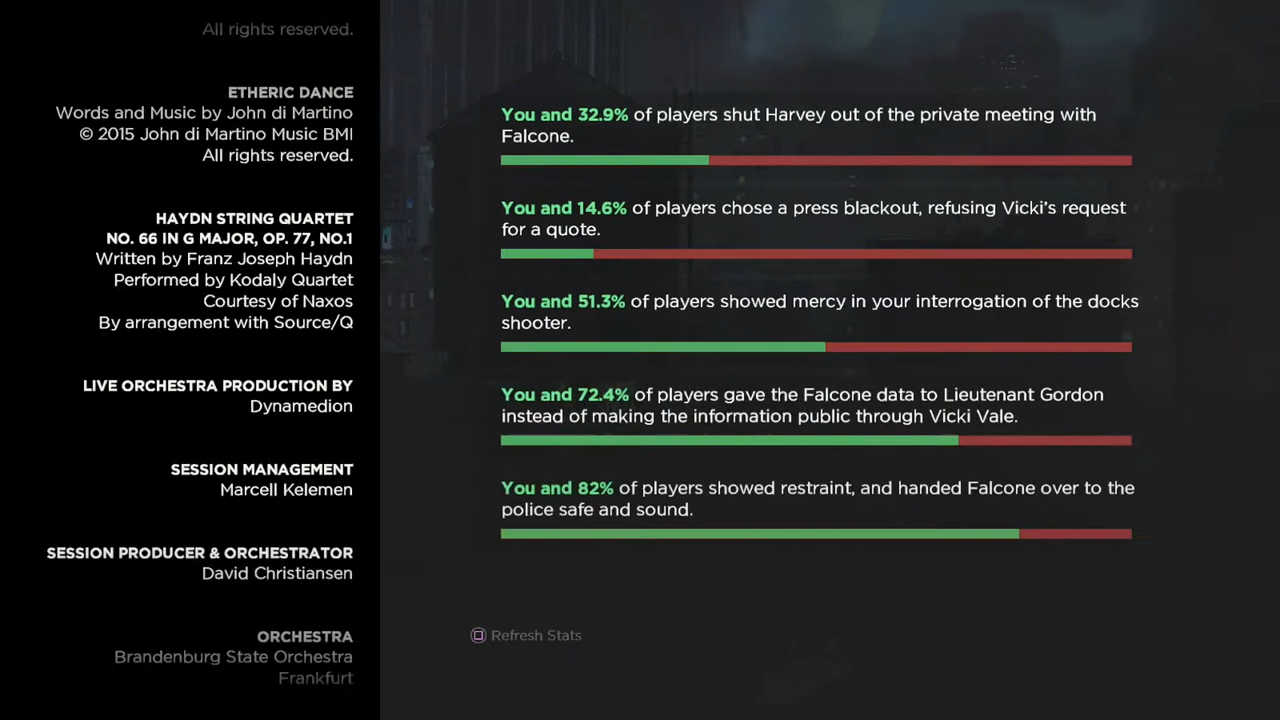 All rights reserved.
ETHERIC DANCE
Words and Music by John di Martino
© 2015 John di Martino Music BMI
All rights reserved.
HAYDN STRING QUARTET
NO. 66 IN G MAJOR, OP. 77, NO.1
Written by Franz Joseph Haydn
Performed by Kodaly Quartet
Courtesy of Naxos
By arrangement with Source/Q
LIVE ORCHESTRA PRODUCTION BY
Dynamedion
SESSION MANAGEMENT
Marcell Kelemen
SESSION PRODUCER & ORCHESTRATOR
David Christiansen
ORCHESTRA
Brandenburg State Orchestra
Frankfurt
You and 32.9% of players shut Harvey out of the private meeting with
Falcone.
You and 14.6% of players chose a press blackout, refusing Vicki's request
for a quote.
You and 51.3% of players showed mercy in your interrogation of the docks
shooter.
You and 72.4% of players gave the Falcone data to Lieutenant Gordon
instead of making the information public through Vicki Vale.
You and 82% of players showed restraint, and handed Falcone over to the
police safe and sound.
Refresh Stats